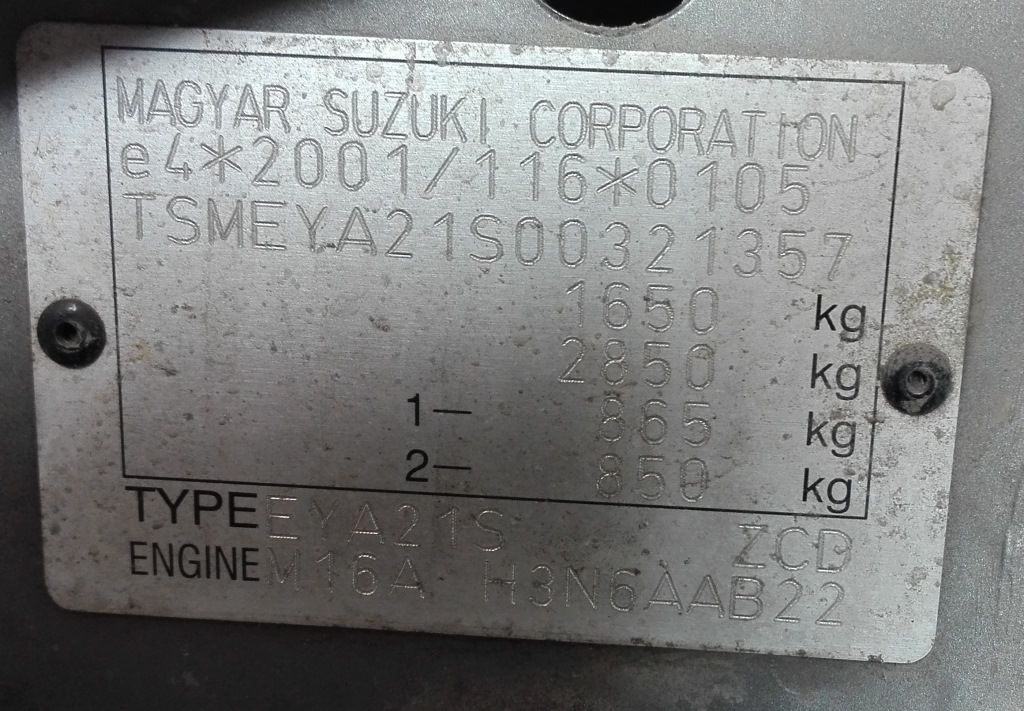 MAGYAR SUZUKI CORPORATION
e4*2001/116*0105
TSMEYA21S00321357
1650 kg
2850 kg
1— 865 kg
2— 850 kg
TYPE EYA21S ZCD
ENGINE M16A H3N6AAB22